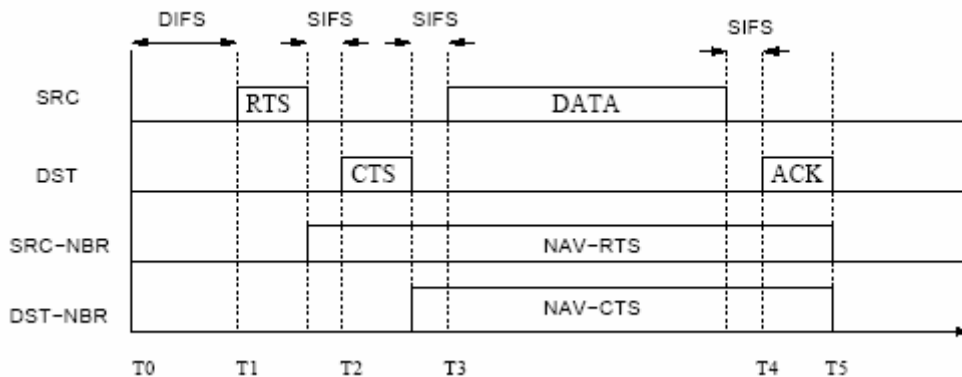 DIFS SIFS SIFS SIFS
SRC RTS DATA
DST CTS ACK
SRC-NBR NAV-RTS
DST-NBR NAV-CTS
T0 T1 T2 T3 T4 T5